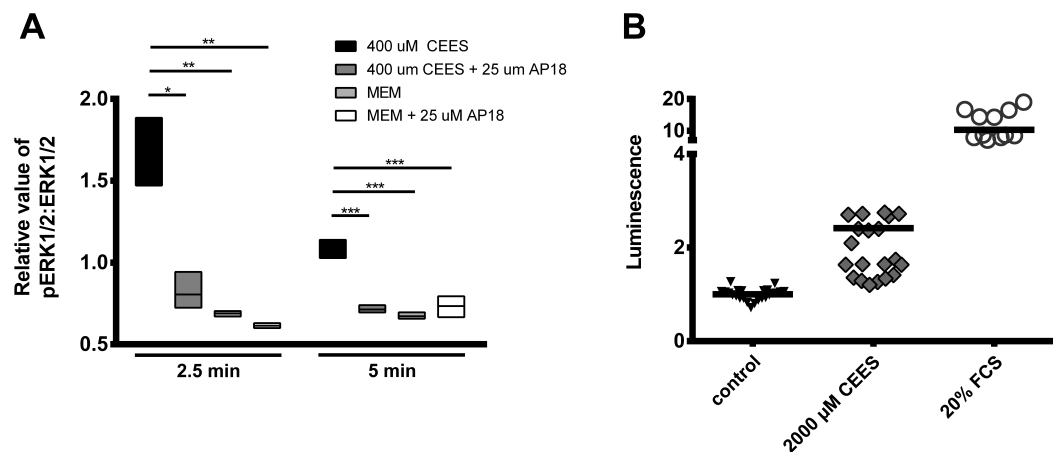 A
B
400 uM CEES
400 um CEES + 25 um AP18
MEM
MEM + 25 uM AP18
**
**
*
***
***
***
2.0
1.5
1.0
0.5
Relative value of
pERK1/2:ERK1/2
2.5 min
5 min
20
10
4
2
0
Luminescence
control
2000 µM CEES
20% FCS